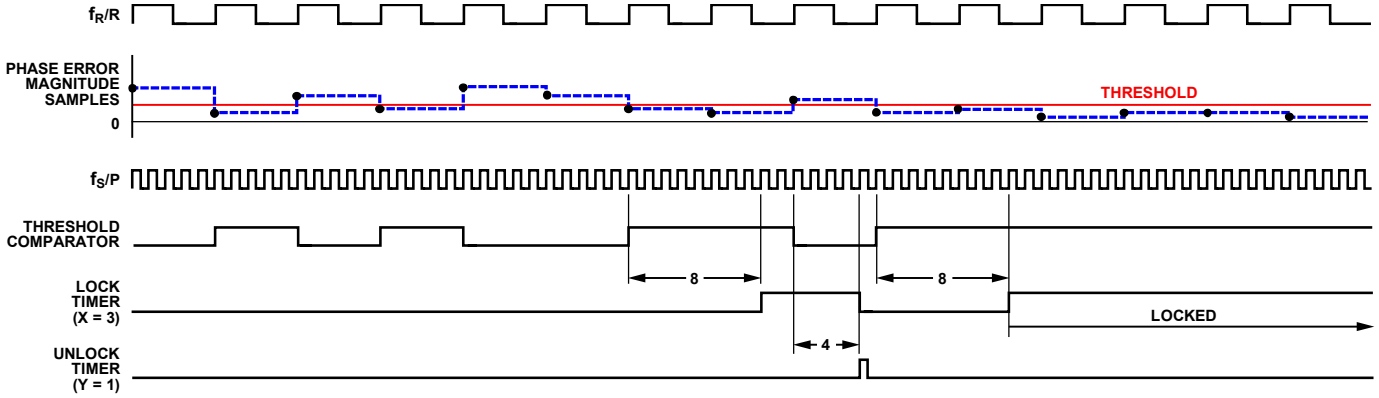 fR/R
PHASE ERROR
MAGNITUDE
SAMPLES
THRESHOLD
0
fS/P
THRESHOLD
COMPARATOR
8
8
LOCK
TIMER
(X = 3)
LOCKED
4
UNLOCK
TIMER
(Y = 1)